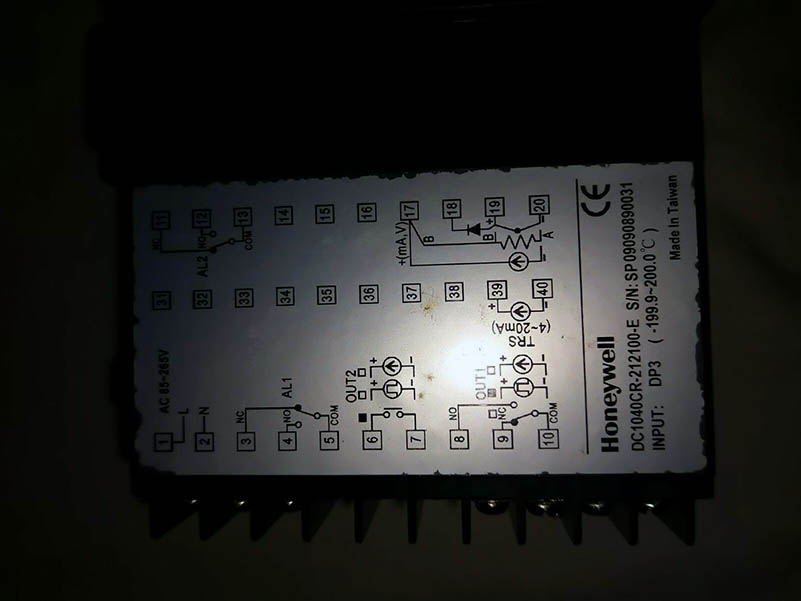 1 L AC 85~265V 31 NC 11
2 N 32 AL2 NO 12
3 NC 33 COM 13
4 NO AL1 34 14
5 COM 35 15
6 OUT2 + + 36 16
7 - - 37 +(mA,V) 17
8 NO 38 B 18
9 NC OUT1 + + TRS (4~20mA) + 39 B + 19
10 COM - - - 40 A - 20
Honeywell CE
DC1040CR-212100-E S/N: SP09090890031
INPUT: DP3 ( -199.9~200.0℃ )
Made In Taiwan